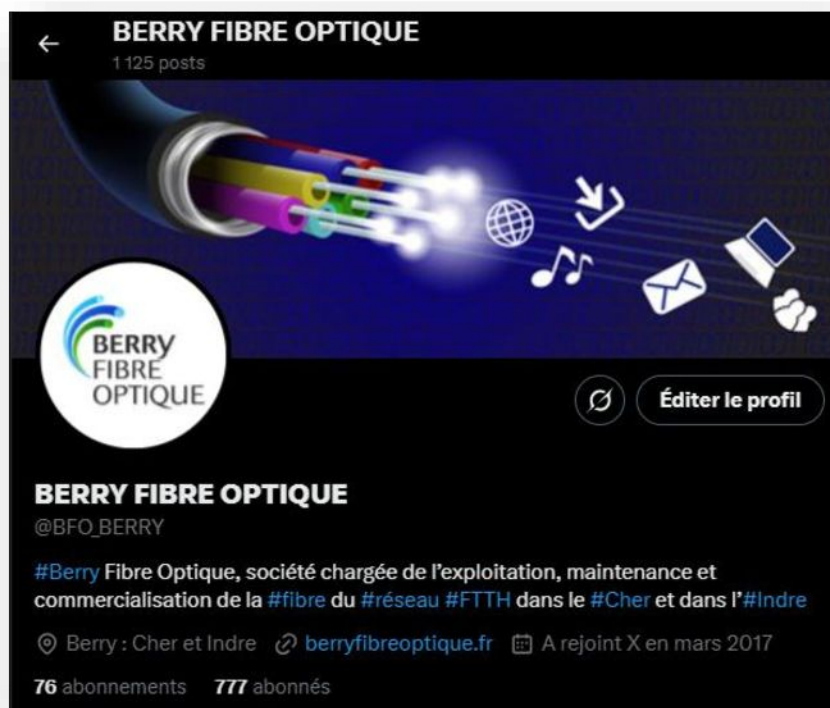 BERRY FIBRE OPTIQUE
1 125 posts
BERRY
FIBRE
OPTIQUE
Éditer le profil
BERRY FIBRE OPTIQUE
@BFO_BERRY
#Berry Fibre Optique, société chargée de l'exploitation, maintenance et
commercialisation de la #fibre du #réseau #FTTH dans le #Cher et dans l'#Indre
Berry : Cher et Indre berryfibreoptique.fr A rejoint X en mars 2017
76 abonnements 777 abonnés